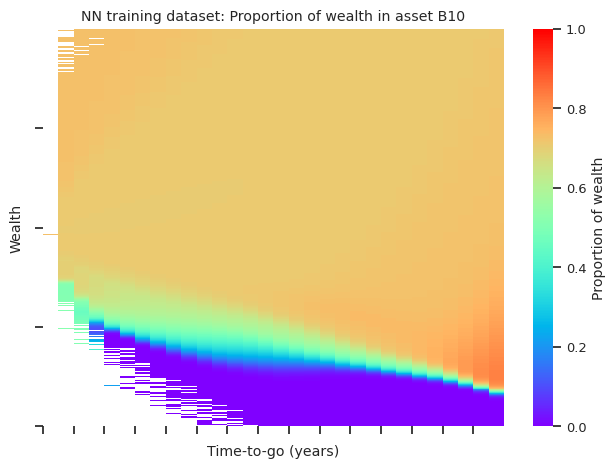 NN training dataset: Proportion of wealth in asset B10
Wealth
Time-to-go (years)
1.0
0.8
0.6
0.4
0.2
0.0
Proportion of wealth